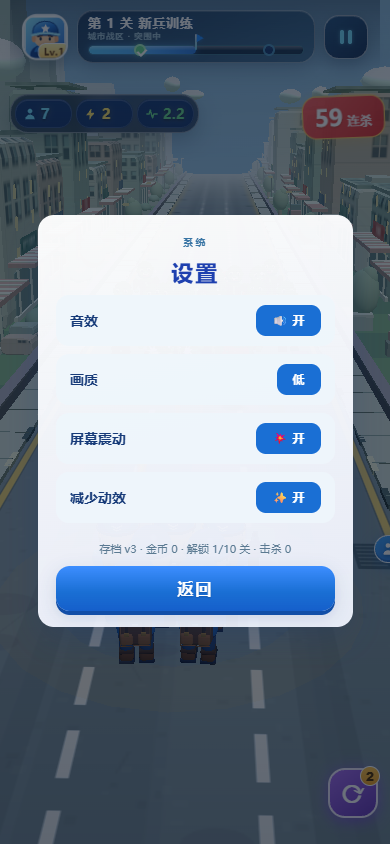 第 1 关 新兵训练
城市战区 · 突围中
Lv.1
7
2
2.2
59 连杀
系统
设置
音效
开
画质
低
屏幕震动
开
减少动效
开
存档 v3 · 金币 0 · 解锁 1/10 关 · 击杀 0
返回
2